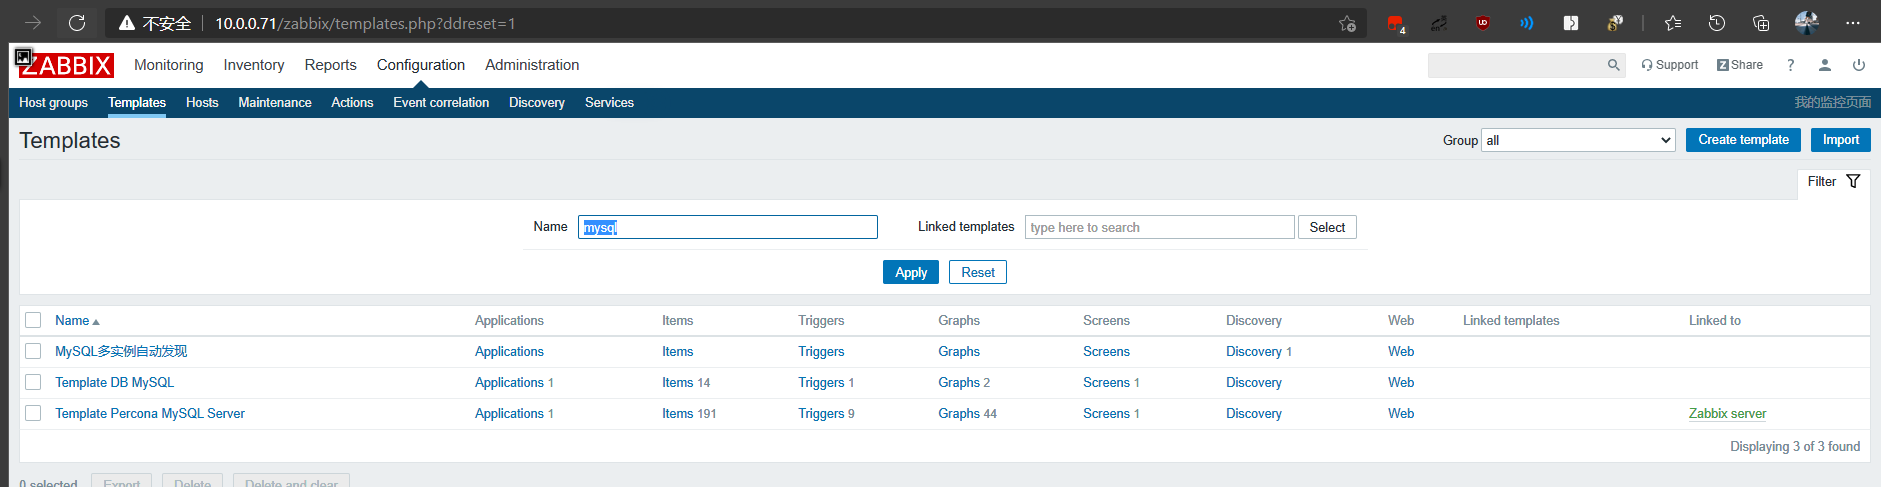 不安全 10.0.0.71/zabbix/templates.php?ddreset=1
ZABBIX Monitoring Inventory Reports Configuration Administration Support Z Share ?
Host groups Templates Hosts Maintenance Actions Event correlation Discovery Services 我的监控页面
Templates Group all Create template Import
Filter
Name mysql Linked templates type here to search Select
Apply Reset
Name Applications Items Triggers Graphs Screens Discovery Web Linked templates Linked to
MySQL多实例自动发现 Applications Items Triggers Graphs Screens Discovery 1 Web
Template DB MySQL Applications 1 Items 14 Triggers 1 Graphs 2 Screens 1 Discovery Web
Template Percona MySQL Server Applications 1 Items 191 Triggers 9 Graphs 44 Screens 1 Discovery Web Zabbix server
Displaying 3 of 3 found
0 selected Export Delete Delete and clear